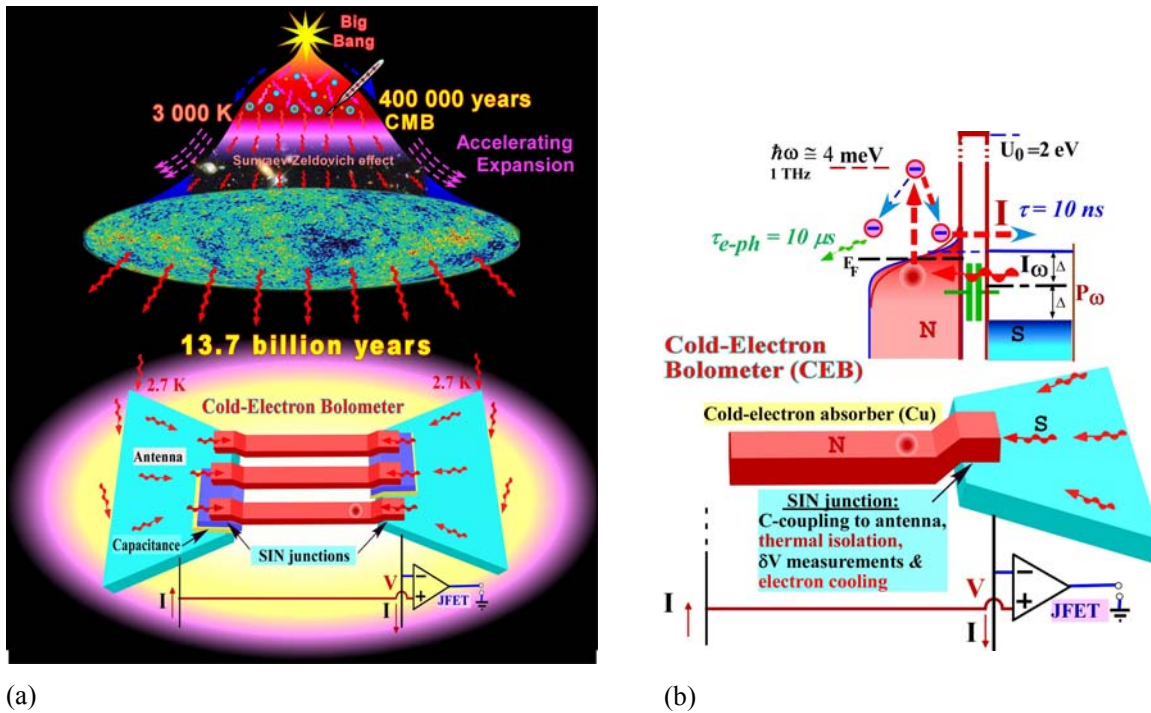 Big
Bang
3 000 K
400 000 years
CMB
Accelerating
Expansion
Sunyaev Zeldovich effect
13.7 billion years
2.7 K
2.7 K
Cold-Electron Bolometer
Antenna
Capacitance
SIN junctions
I
V
I
−
+
JFET
(a)
ℏω ≅ 4 meV
1 THz
U₀ =2 eV
I
τ = 10 ns
τe-ph = 10 μs
EF
Iω
Δ
Δ
Pω
N
S
Cold-Electron
Bolometer (CEB)
Cold-electron absorber (Cu)
N
S
SIN junction:
C-coupling to antenna,
thermal isolation,
δV measurements &
electron cooling
I
V
I
−
+
JFET
(b)